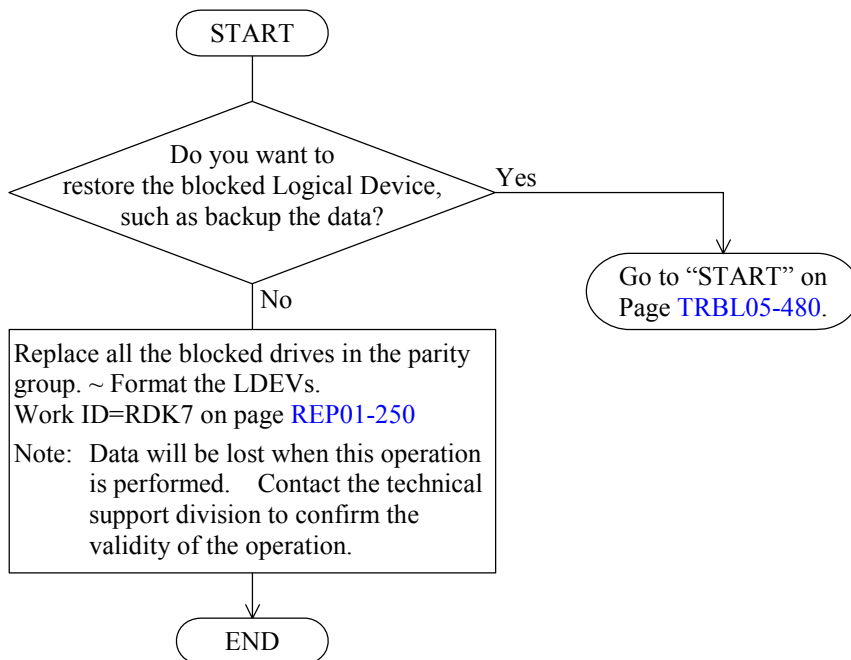 START
Do you want to
restore the blocked Logical Device,
such as backup the data?
Yes
Go to “START” on
Page TRBL05-480.
No
Replace all the blocked drives in the parity
group. ~ Format the LDEVs.
Work ID=RDK7 on page REP01-250
Note: Data will be lost when this operation
is performed. Contact the technical
support division to confirm the
validity of the operation.
END